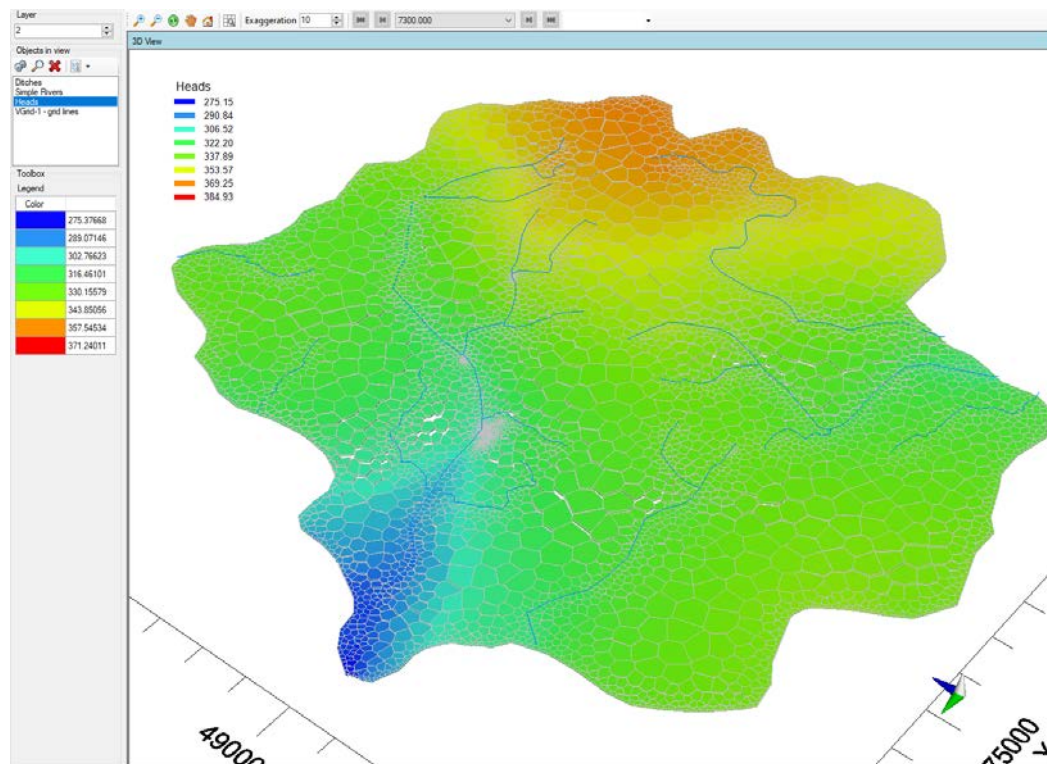 Layer
2
Exaggeration 10
7300.000
Objects in view
Ditches
Simple Rivers
Heads
VGrid-1 - grid lines
Toolbox
Legend
Color
275.37668
289.07146
302.76623
316.46101
330.15579
343.85056
357.54534
371.24011
3D View
Heads
275.15
290.84
306.52
322.20
337.89
353.57
369.25
384.93